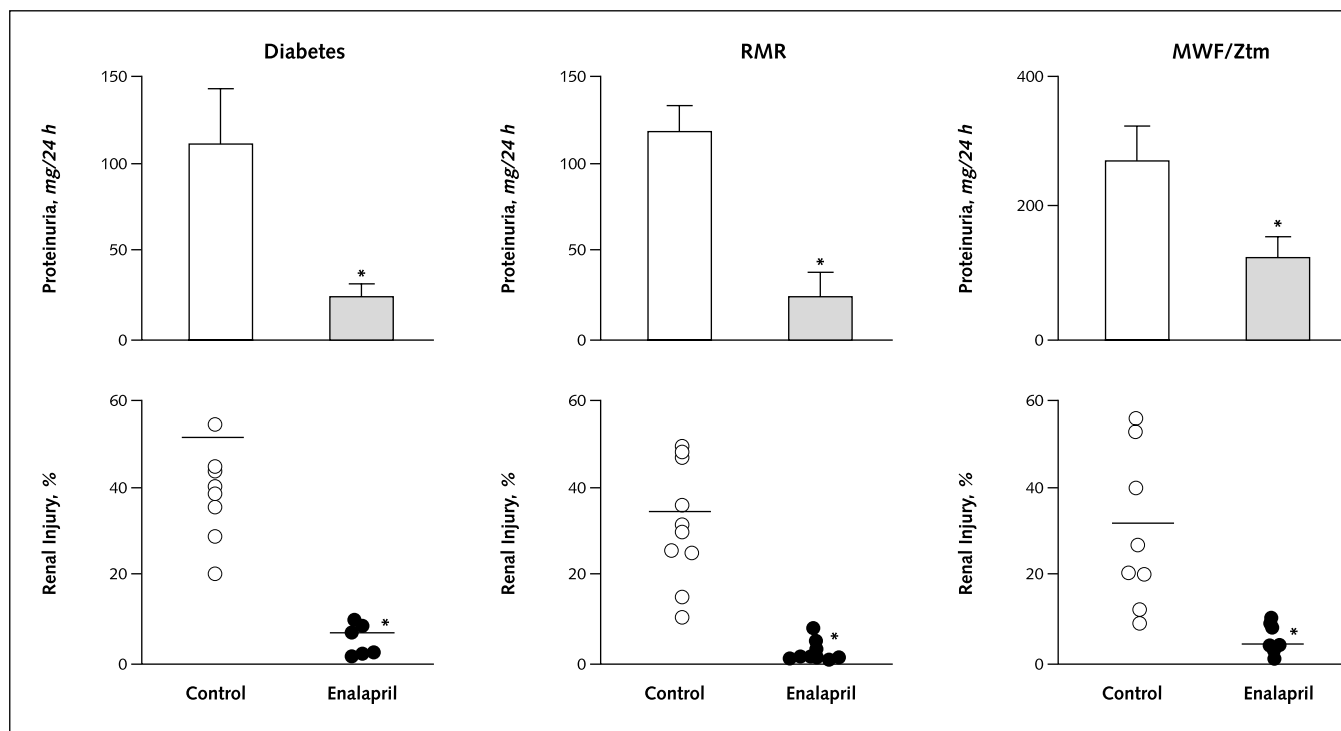 Diabetes
RMR
MWF/Ztm
Proteinuria, mg/24 h
150
100
50
0
*
Proteinuria, mg/24 h
150
100
50
0
*
Proteinuria, mg/24 h
400
200
0
*
Renal Injury, %
60
40
20
0
*
Control
Enalapril
Renal Injury, %
60
40
20
0
*
Control
Enalapril
Renal Injury, %
60
40
20
0
*
Control
Enalapril